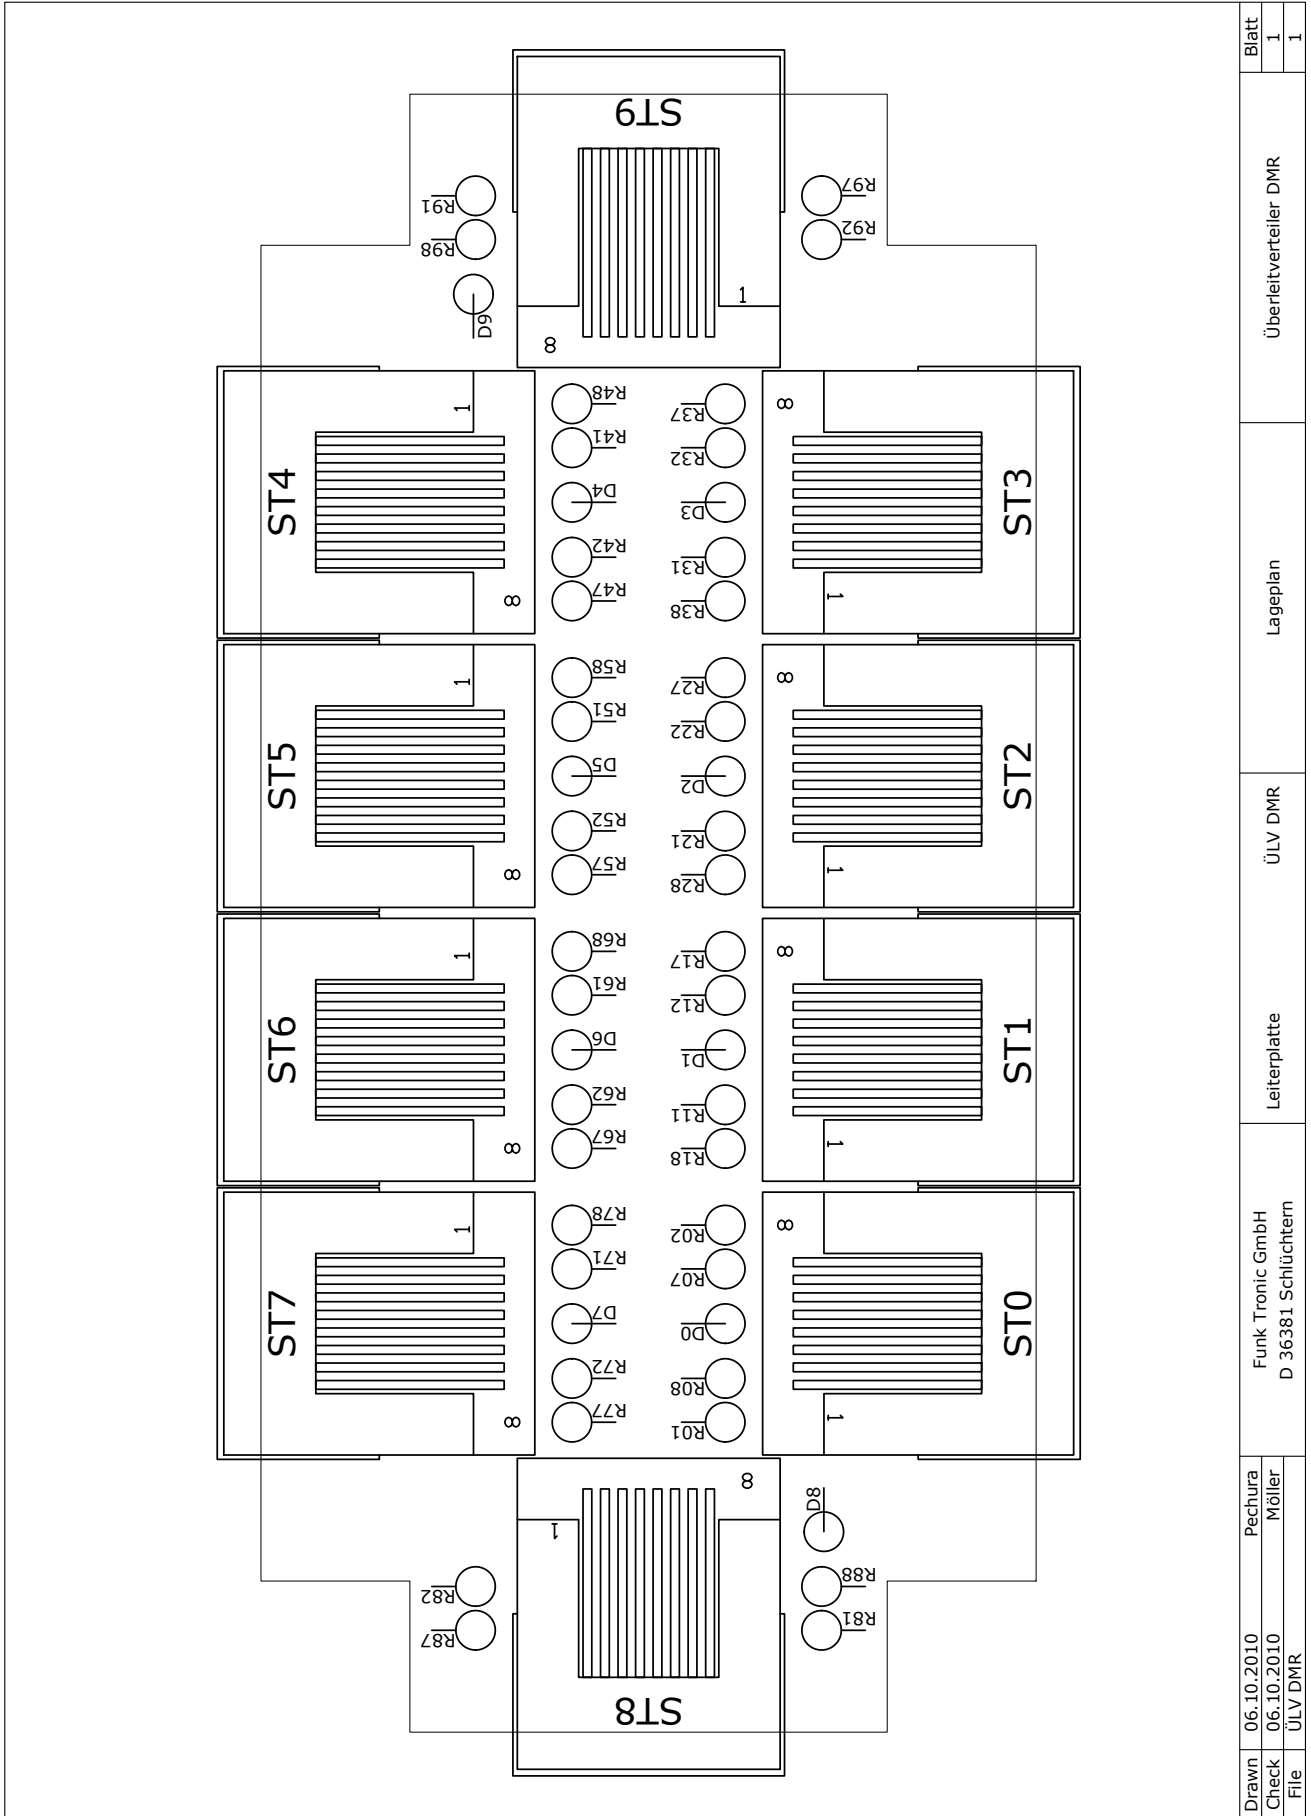 ST9
R91
R98
D9
R97
R92
1
8
ST4
1
8
R48
R41
D4
R42
R47
R37
R32
D3
R31
R38
8
1
ST3
ST5
1
8
R58
R51
D5
R52
R57
R27
R22
D2
R21
R28
8
1
ST2
ST6
1
8
R68
R61
D6
R62
R67
R17
R12
D1
R11
R18
8
1
ST1
ST7
1
8
R78
R71
D7
R72
R77
R02
R07
D0
R08
R01
8
1
ST0
8
1
D8
R82
R87
R88
R81
ST8
Drawn 06.10.2010 Pechura
Check 06.10.2010 Möller
File ÜLV DMR
Funk Tronic GmbH
D 36381 Schlüchtern
Leiterplatte ÜLV DMR
Lageplan
Überleitverteiler DMR
Blatt
1
1